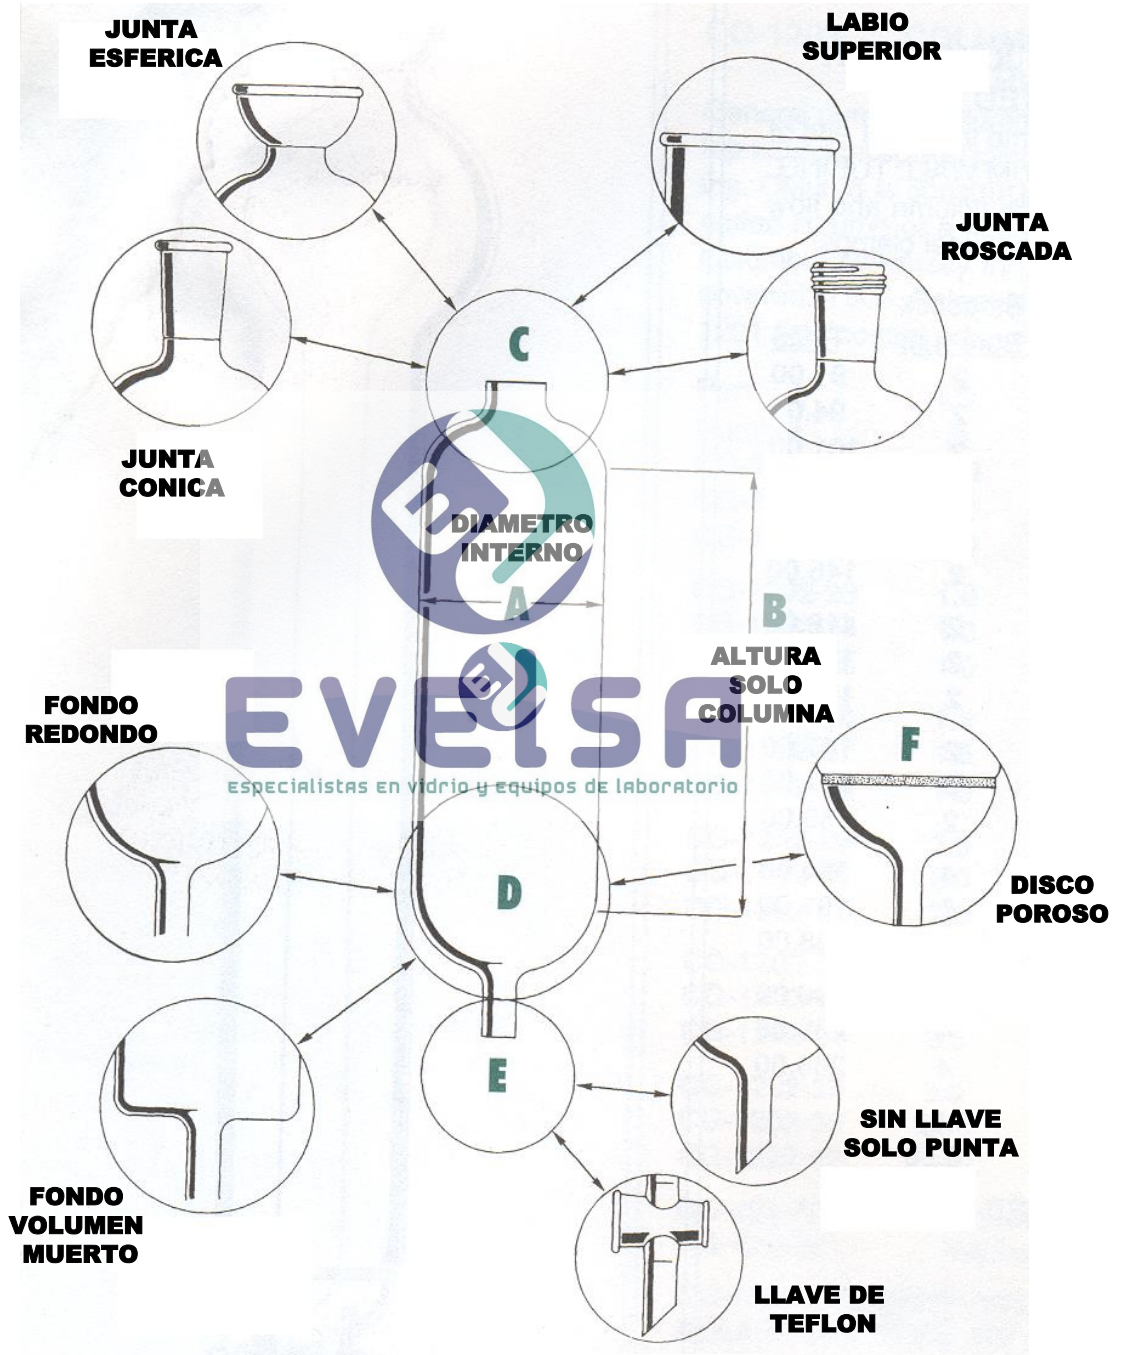 JUNTA
ESFERICA
LABIO
SUPERIOR
JUNTA
ROSCADA
C
JUNTA
CONICA
DIAMETRO
INTERNO
A
B
ALTURA
SOLO
COLUMNA
EVEISA
especialistas en vidrio y equipos de laboratorio
FONDO
REDONDO
F
D
DISCO
POROSO
E
SIN LLAVE
SOLO PUNTA
FONDO
VOLUMEN
MUERTO
LLAVE DE
TEFLON